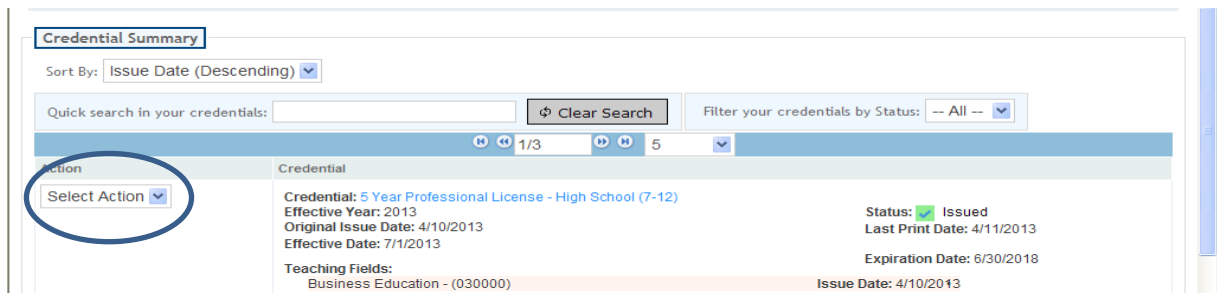 Credential Summary
Sort By: Issue Date (Descending)
Quick search in your credentials: Clear Search Filter your credentials by Status: -- All --
1/3 5
Action Credential
Select Action Credential: 5 Year Professional License - High School (7-12)
Effective Year: 2013 Status: Issued
Original Issue Date: 4/10/2013 Last Print Date: 4/11/2013
Effective Date: 7/1/2013
Expiration Date: 6/30/2018
Teaching Fields:
Business Education - (030000) Issue Date: 4/10/2013